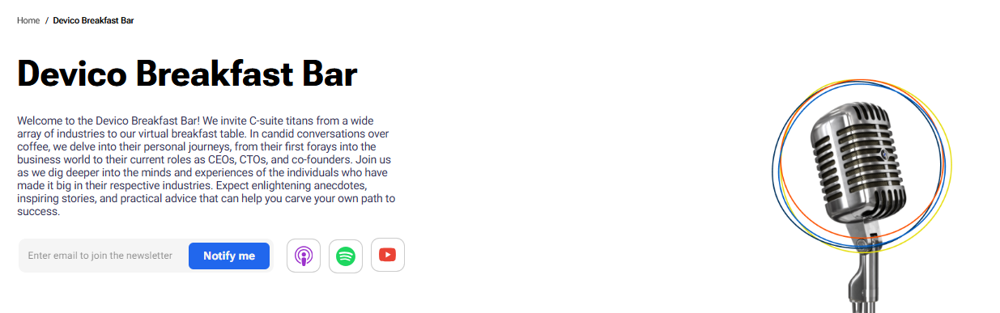 Home / Devico Breakfast Bar
Devico Breakfast Bar
Welcome to the Devico Breakfast Bar! We invite C-suite titans from a wide
array of industries to our virtual breakfast table. In candid conversations over
coffee, we delve into their personal journeys, from their first forays into the
business world to their current roles as CEOs, CTOs, and co-founders. Join us
as we dig deeper into the minds and experiences of the individuals who have
made it big in their respective industries. Expect enlightening anecdotes,
inspiring stories, and practical advice that can help you carve your own path to
success.
Enter email to join the newsletter
Notify me